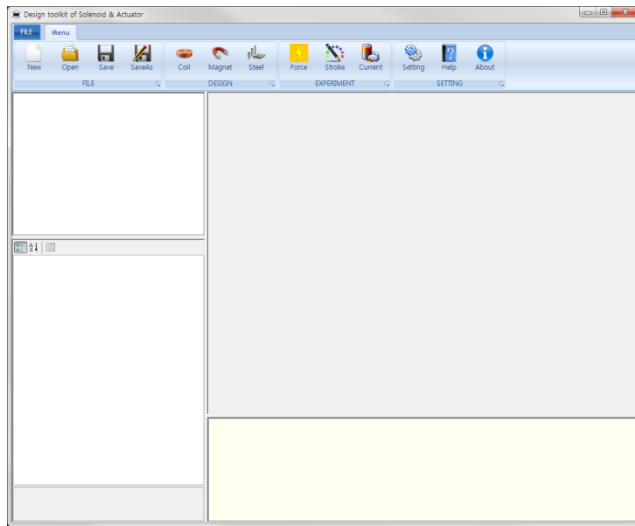 Design toolkit of Solenoid & Actuator
FILE Menu
New Open Save SaveAs Coil Magnet Steel Force Stroke Current Setting Help About
FILE DESIGN EXPERIMENT SETTING